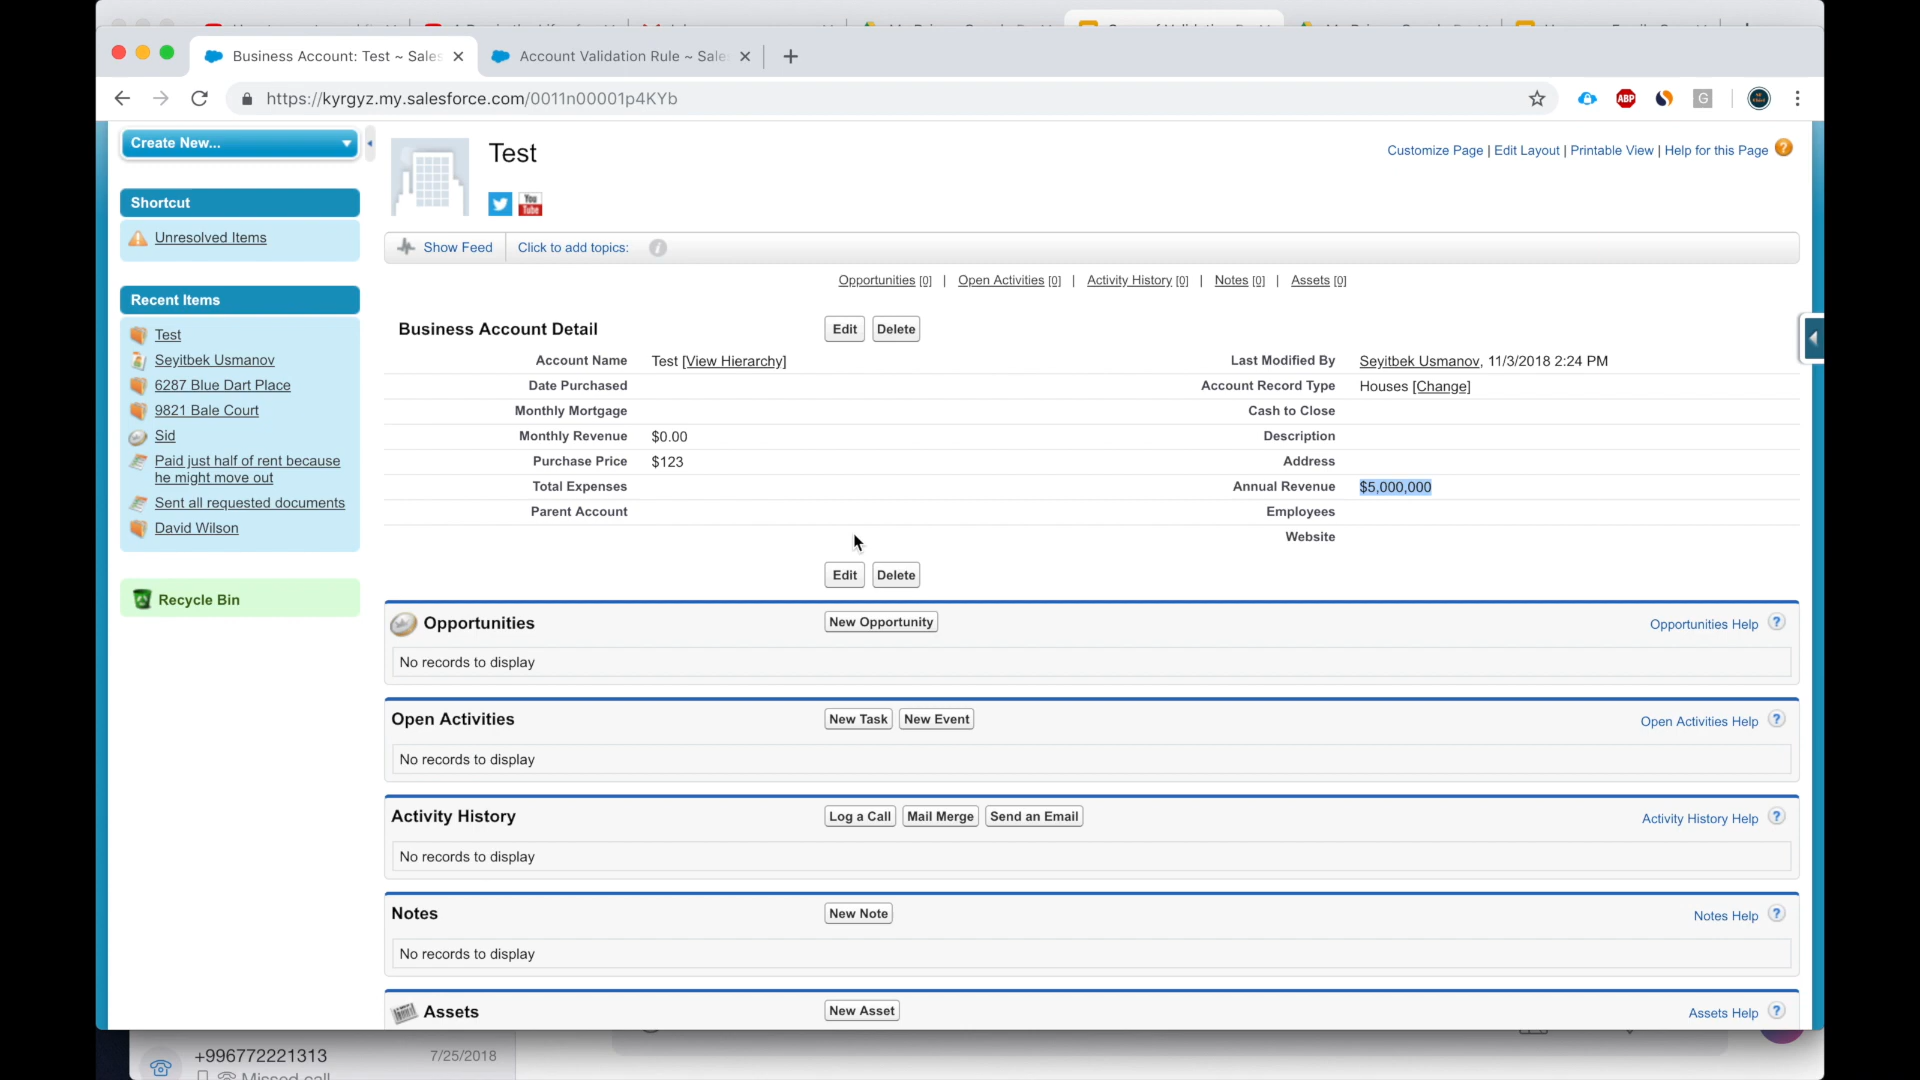 Business Account: Test ~ Sales
Account Validation Rule ~ Sale
https://kyrgyz.my.salesforce.com/0011n00001p4KYb
ABP
G
Create New...
Test
Customize Page | Edit Layout | Printable View | Help for this Page ?
Shortcut
Unresolved Items
You
Tube
Show Feed
Click to add topics:
Opportunities [0] | Open Activities [0] | Activity History [0] | Notes [0] | Assets [0]
Recent Items
Test
Seyitbek Usmanov
6287 Blue Dart Place
9821 Bale Court
Sid
Paid just half of rent because
he might move out
Sent all requested documents
David Wilson
Recycle Bin
Business Account Detail
Edit
Delete
Account Name Test [View Hierarchy]
Last Modified By Seyitbek Usmanov, 11/3/2018 2:24 PM
Date Purchased
Account Record Type Houses [Change]
Monthly Mortgage
Cash to Close
Monthly Revenue $0.00
Description
Purchase Price $123
Address
Total Expenses
Annual Revenue $5,000,000
Parent Account
Employees
Website
Edit
Delete
Opportunities
New Opportunity
Opportunities Help ?
No records to display
Open Activities
New Task
New Event
Open Activities Help ?
No records to display
Activity History
Log a Call
Mail Merge
Send an Email
Activity History Help ?
No records to display
Notes
New Note
Notes Help ?
No records to display
Assets
New Asset
Assets Help ?
+996772221313
7/25/2018
Missed call